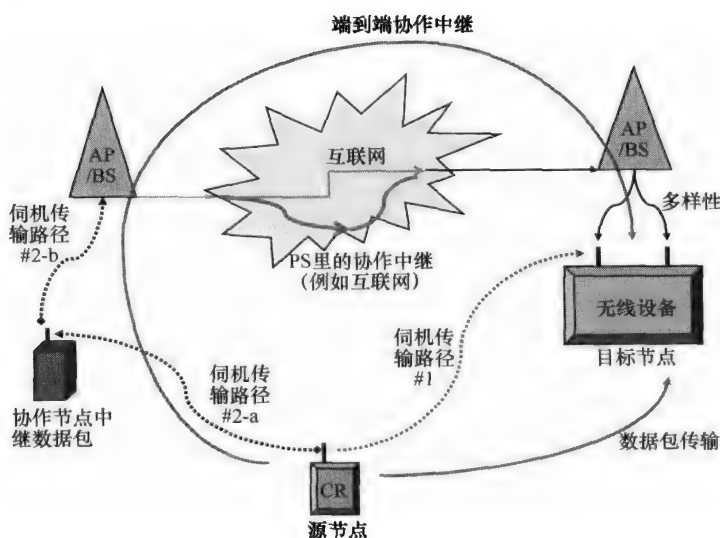 端到端协作中继
AP
/BS
AP
/BS
互联网
多样性
伺机传
输路径
#2-b
PS里的协作中继
(例如互联网)
无线设备
目标节点
伺机传
输路径
#1
伺机传
输路径
#2-a
协作节点中
继数据包
数据包传输
CR
源节点